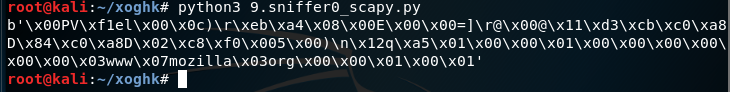 root@kali:~/xoghk# python3 9.sniffer0_scapy.py
b'\x00PV\xf1el\x00\x0c)\r\xeb\xa4\x08\x00E\x00\x00=]\r@\x00@\x11\xd3\xcb\xc0\xa8
D\x84\xc0\xa8D\x02\xc8\xf0\x005\x00)\n\x12q\xa5\x01\x00\x00\x01\x00\x00\x00\x00\
x00\x00\x03www\x07mozilla\x03org\x00\x00\x01\x00\x01'
root@kali:~/xoghk#